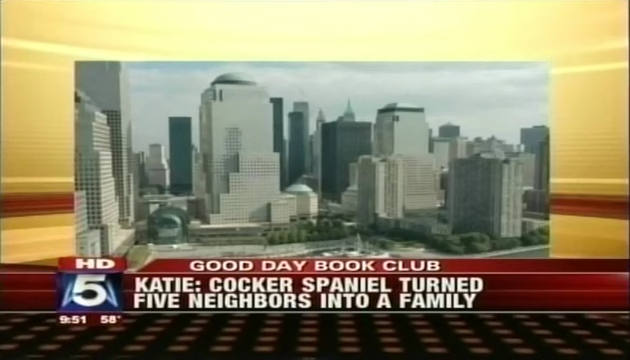 GOOD DAY BOOK CLUB
HD
5
KATIE: COCKER SPANIEL TURNED
FIVE NEIGHBORS INTO A FAMILY
9:51 58°